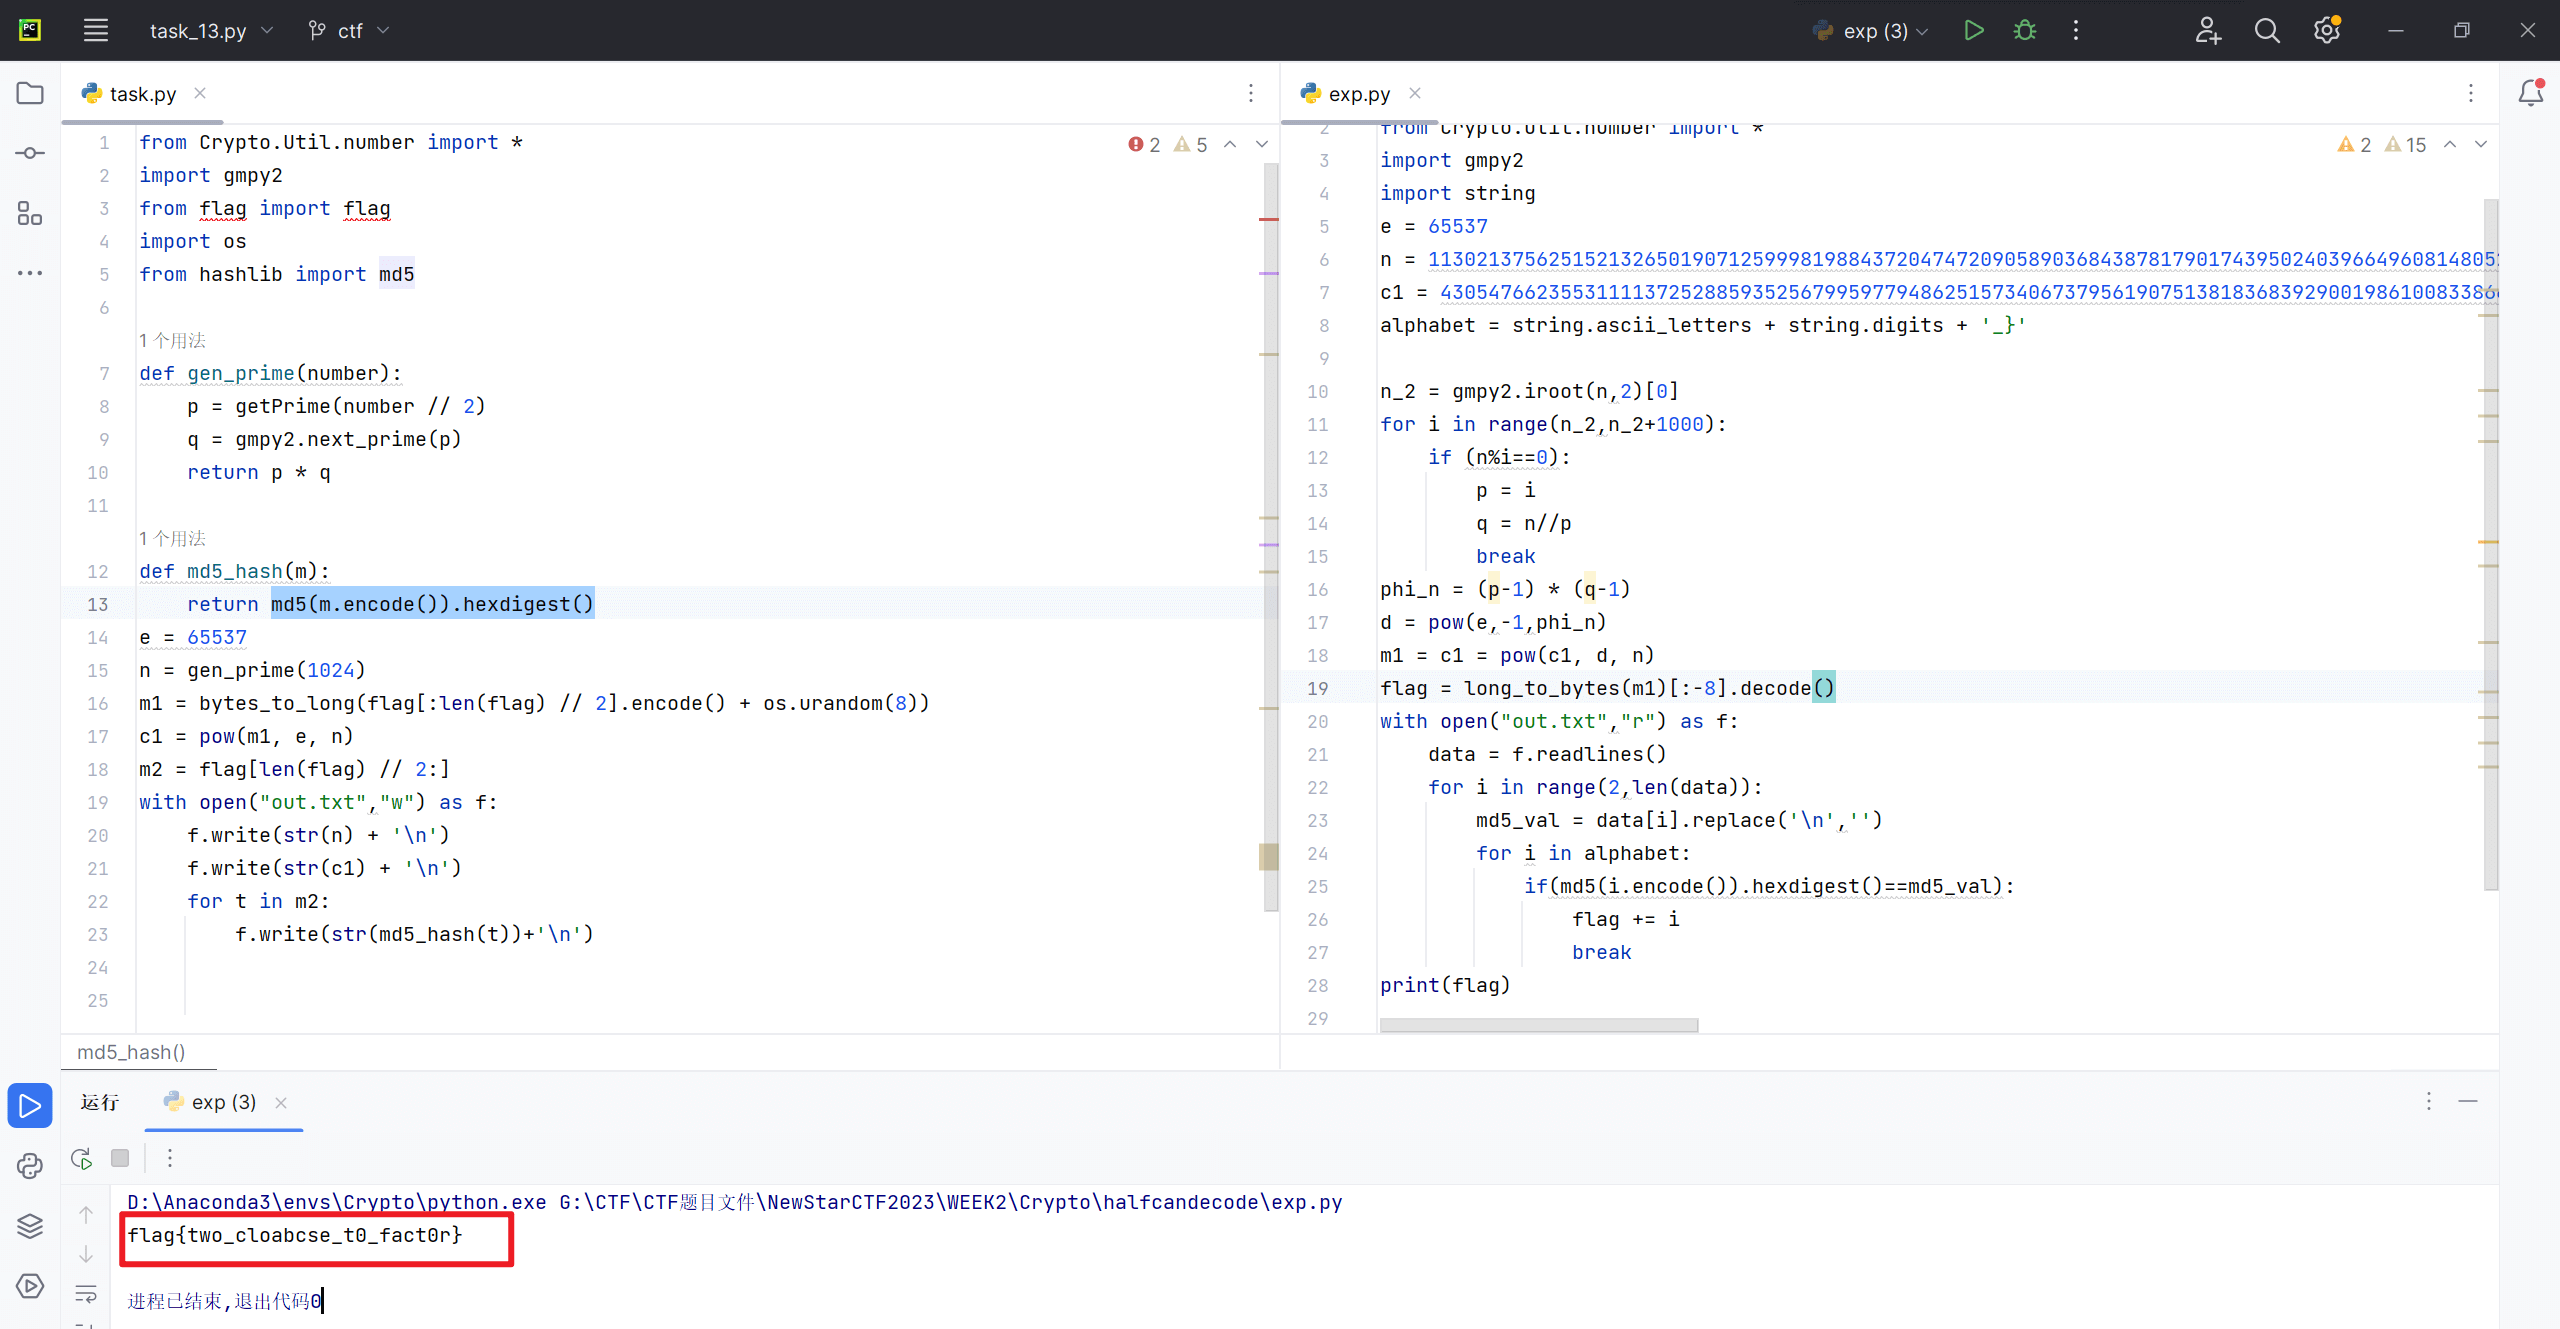 PC
task_13.py
ctf
exp (3)
task.py
exp.py
2 5
2 15
1 from Crypto.Util.number import *
2 import gmpy2
3 from flag import flag
4 import os
5 from hashlib import md5
6
1 个用法
7 def gen_prime(number):
8 p = getPrime(number // 2)
9 q = gmpy2.next_prime(p)
10 return p * q
11
1 个用法
12 def md5_hash(m):
13 return md5(m.encode()).hexdigest()
14 e = 65537
15 n = gen_prime(1024)
16 m1 = bytes_to_long(flag[:len(flag) // 2].encode() + os.urandom(8))
17 c1 = pow(m1, e, n)
18 m2 = flag[len(flag) // 2:]
19 with open("out.txt","w") as f:
20 f.write(str(n) + '\n')
21 f.write(str(c1) + '\n')
22 for t in m2:
23 f.write(str(md5_hash(t))+'\n')
24
25
2 from Crypto.Util.number import *
3 import gmpy2
4 import string
5 e = 65537
6 n = 113021375625152132650190712599981988437204747209058903684387817901743950240396649608148052
7 c1 = 4305476623555311113725288593525679959779486251573406737956190751381836839290019861008338606
8 alphabet = string.ascii_letters + string.digits + '_}'
9
10 n_2 = gmpy2.iroot(n,2)[0]
11 for i in range(n_2,n_2+1000):
12 if (n%i==0):
13 p = i
14 q = n//p
15 break
16 phi_n = (p-1) * (q-1)
17 d = pow(e,-1,phi_n)
18 m1 = c1 = pow(c1, d, n)
19 flag = long_to_bytes(m1)[:-8].decode()
20 with open("out.txt","r") as f:
21 data = f.readlines()
22 for i in range(2,len(data)):
23 md5_val = data[i].replace('\n','')
24 for i in alphabet:
25 if(md5(i.encode()).hexdigest()==md5_val):
26 flag += i
27 break
28 print(flag)
29
md5_hash()
运行
exp (3)
D:\Anaconda3\envs\Crypto\python.exe G:\CTF\CTF题目文件\NewStarCTF2023\WEEK2\Crypto\halfcandecode\exp.py
flag{two_cloabcse_t0_fact0r}
进程已结束,退出代码0